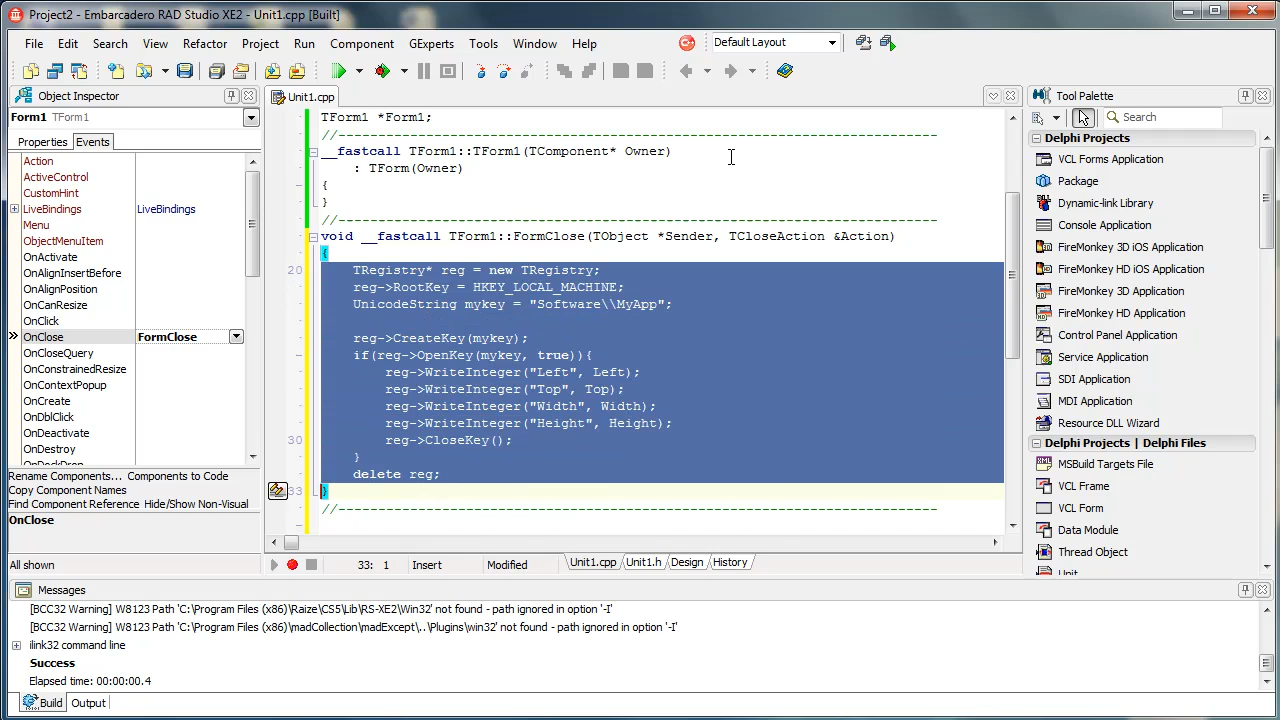 Project2 - Embarcadero RAD Studio XE2 - Unit1.cpp [Built]
File Edit Search View Refactor Project Run Component GExperts Tools Window Help
Default Layout
Object Inspector
Form1 TForm1
Properties Events
Action
ActiveControl
CustomHint
LiveBindings LiveBindings
Menu
ObjectMenuItem
OnActivate
OnAlignInsertBefore
OnAlignPosition
OnCanResize
OnClick
OnClose FormClose
OnCloseQuery
OnConstrainedResize
OnContextPopup
OnCreate
OnDblClick
OnDeactivate
OnDestroy
OnDockDrop
Rename Components... Components to Code
Copy Component Names
Find Component Reference Hide/Show Non-Visual
OnClose
All shown
Unit1.cpp
TForm1 *Form1;
//---------------------------------------------------------------------------
__fastcall TForm1::TForm1(TComponent* Owner)
: TForm(Owner)
{
}
//---------------------------------------------------------------------------
void __fastcall TForm1::FormClose(TObject *Sender, TCloseAction &Action)
{
20 TRegistry* reg = new TRegistry;
reg->RootKey = HKEY_LOCAL_MACHINE;
UnicodeString mykey = "Software\\MyApp";
reg->CreateKey(mykey);
if(reg->OpenKey(mykey, true)){
reg->WriteInteger("Left", Left);
reg->WriteInteger("Top", Top);
reg->WriteInteger("Width", Width);
reg->WriteInteger("Height", Height);
30 reg->CloseKey();
}
delete reg;
33 }
//---------------------------------------------------------------------------
33: 1 Insert Modified Unit1.cpp Unit1.h Design History
Tool Palette
Search
Delphi Projects
VCL Forms Application
Package
Dynamic-link Library
Console Application
FireMonkey 3D iOS Application
FireMonkey HD iOS Application
FireMonkey 3D Application
FireMonkey HD Application
Control Panel Application
Service Application
SDI Application
MDI Application
Resource DLL Wizard
Delphi Projects | Delphi Files
MSBuild Targets File
VCL Frame
VCL Form
Data Module
Thread Object
Unit
Messages
[BCC32 Warning] W8123 Path 'C:\Program Files (x86)\Raize\CS5\Lib\RS-XE2\Win32' not found - path ignored in option '-I'
[BCC32 Warning] W8123 Path 'C:\Program Files (x86)\madCollection\madExcept\..\Plugins\win32' not found - path ignored in option '-I'
ilink32 command line
Success
Elapsed time: 00:00:00.4
Build Output